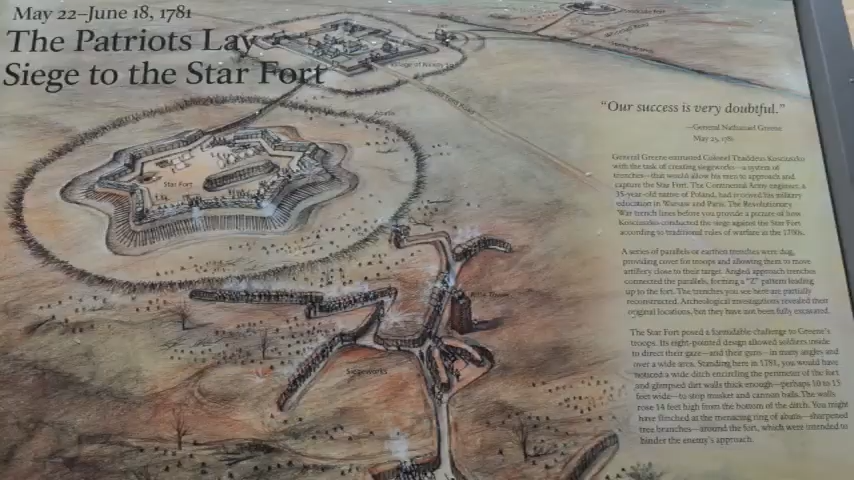 May 22–June 18, 1781
The Patriots Lay
Siege to the Star Fort
Village of Ninety Six
Abatis
Star Fort
Siegeworks
"Our success is very doubtful."
—General Nathanael Greene
May 23, 1781
General Greene entrusted Colonel Thaddeus Kosciuszko
with the task of creating siegeworks—a system of
trenches—that would allow his men to approach and
capture the Star Fort. The Continental Army engineer, a
35-year-old native of Poland, had received his military
education in Warsaw and Paris. The Revolutionary
War trench lines before you provide a picture of how
Kosciuszko conducted the siege against the Star Fort
according to traditional rules of warfare in the 1700s.
A series of parallels or earthen trenches were dug,
providing cover for troops and allowing them to move
artillery close to their target. Angled approach trenches
connected the parallels, forming a "Z" pattern leading
up to the fort. The trenches you see here are partially
reconstructed. Archeological investigations revealed their
original locations, but they have not been fully excavated.
The Star Fort posed a formidable challenge to Greene's
troops. Its eight-pointed design allowed soldiers inside
to direct their gaze—and their guns—in many angles and
over a wide area. Standing here in 1781, you would have
noticed a wide ditch encircling the perimeter of the fort
and glimpsed dirt walls thick enough—perhaps 10 to 15
feet wide—to stop musket and cannon balls. The walls
rose 14 feet high from the bottom of the ditch. You might
have flinched at the menacing ring of abatis—sharpened
tree branches—around the fort, which were intended to
hinder the enemy's approach.